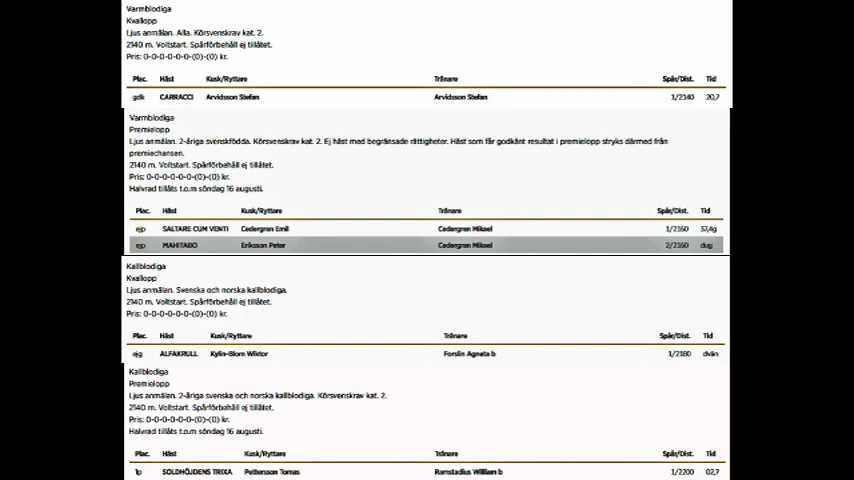 Varmblodiga
Kvallopp
Ljus anmälan. Alla. Körsvenskrav kat. 2.
2140 m. Voltstart. Spårförbehåll ej tillåtet.
Pris: 0-0-0-0-0-(0)-(0) kr.
Plac. Häst Kusk/Ryttare Tränare Spår/Dist. Tid
gdk CARRACCI Arvidsson Stefan Arvidsson Stefan 1/2140 20,7
Varmblodiga
Premielopp
Ljus anmälan. 2-åriga svenskfödda. Körsvenskrav kat. 2. Ej häst med begränsade rättigheter. Häst som får godkänt resultat i premielopp stryks därmed från
premiechansen.
2140 m. Voltstart. Spårförbehåll ej tillåtet.
Pris: 0-0-0-0-0-(0)-(0) kr.
Halvrad tillåts t.o.m söndag 16 augusti.
Plac. Häst Kusk/Ryttare Tränare Spår/Dist. Tid
ejp SALTARE CUM VENTI Cedergren Emil Cedergren Mikael 1/2160 37,4g
ejp MAHITABO Eriksson Peter Cedergren Mikael 2/2160 dug
Kallblodiga
Kvallopp
Ljus anmälan. Svenska och norska kallblodiga.
2140 m. Voltstart. Spårförbehåll ej tillåtet.
Pris: 0-0-0-0-0-(0)-(0) kr.
Plac. Häst Kusk/Ryttare Tränare Spår/Dist. Tid
ejg ALFAKRULL Kylin-Blom Wiktor Forslin Agneta b 1/2180 dvän
Kallblodiga
Premielopp
Ljus anmälan. 2-åriga svenska och norska kallblodiga. Körsvenskrav kat. 2.
2140 m. Voltstart. Spårförbehåll ej tillåtet.
Pris: 0-0-0-0-0-(0)-(0) kr.
Halvrad tillåts t.o.m söndag 16 augusti.
Plac. Häst Kusk/Ryttare Tränare Spår/Dist. Tid
1p SOLDHÖJDENS TRIXA Pettersson Tomas Ramstadius William b 1/2200 02,7